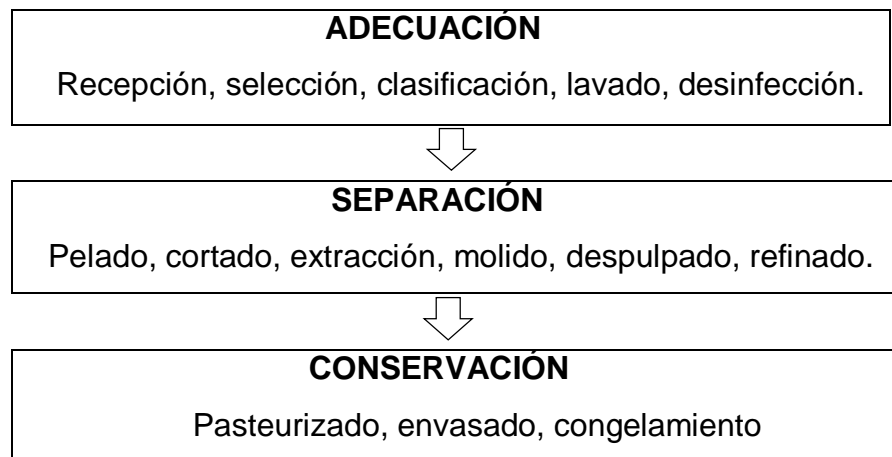 ADECUACIÓN
Recepción, selección, clasificación, lavado, desinfección.
SEPARACIÓN
Pelado, cortado, extracción, molido, despulpado, refinado.
CONSERVACIÓN
Pasteurizado, envasado, congelamiento